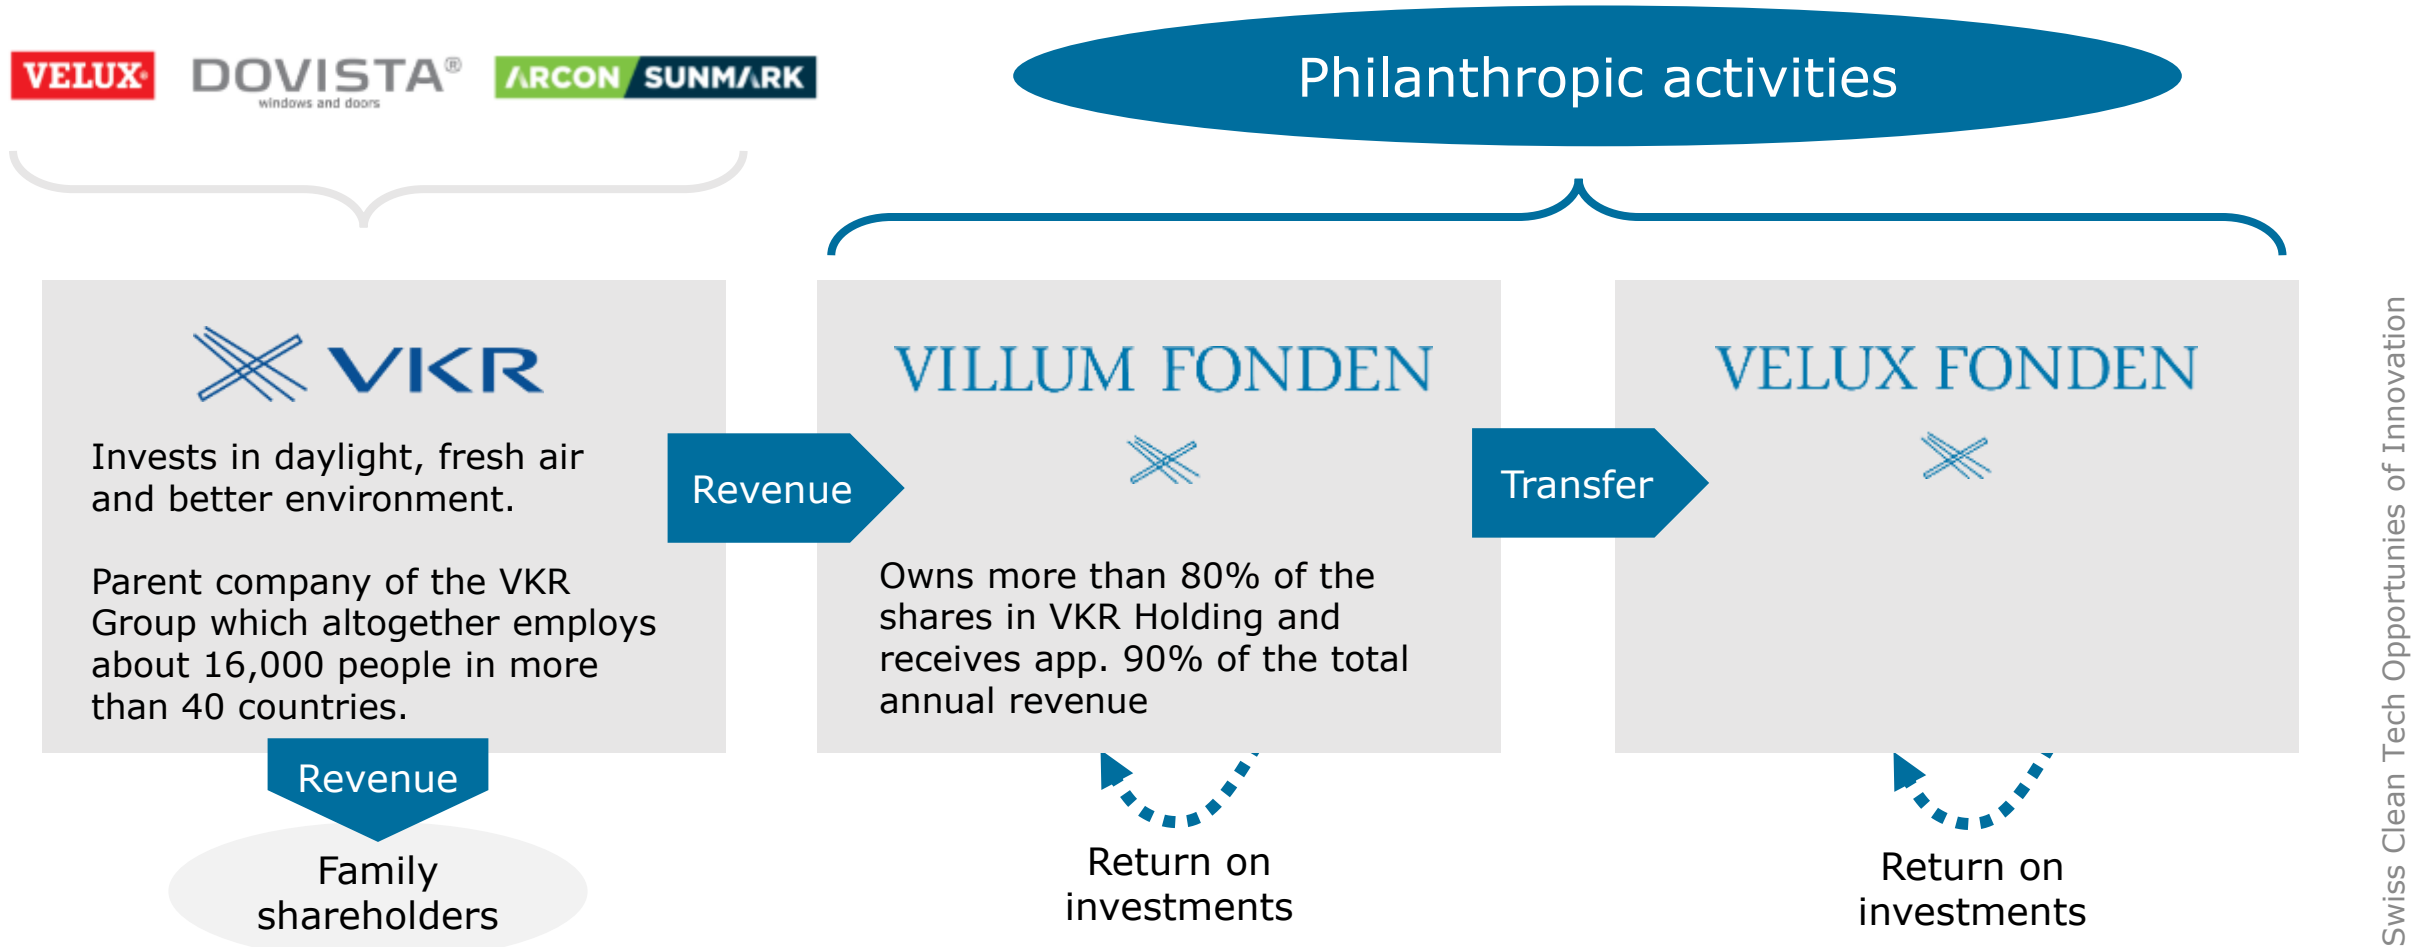 VELUX®
DOVISTA®
windows and doors
ARCON SUNMARK
Philanthropic activities
VKR
Invests in daylight, fresh air
and better environment.
Parent company of the VKR
Group which altogether employs
about 16,000 people in more
than 40 countries.
Revenue
Family
shareholders
Revenue
VILLUM FONDEN
Owns more than 80% of the
shares in VKR Holding and
receives app. 90% of the total
annual revenue
Return on
investments
Transfer
VELUX FONDEN
Return on
investments
Swiss Clean Tech Opportunies of Innovation